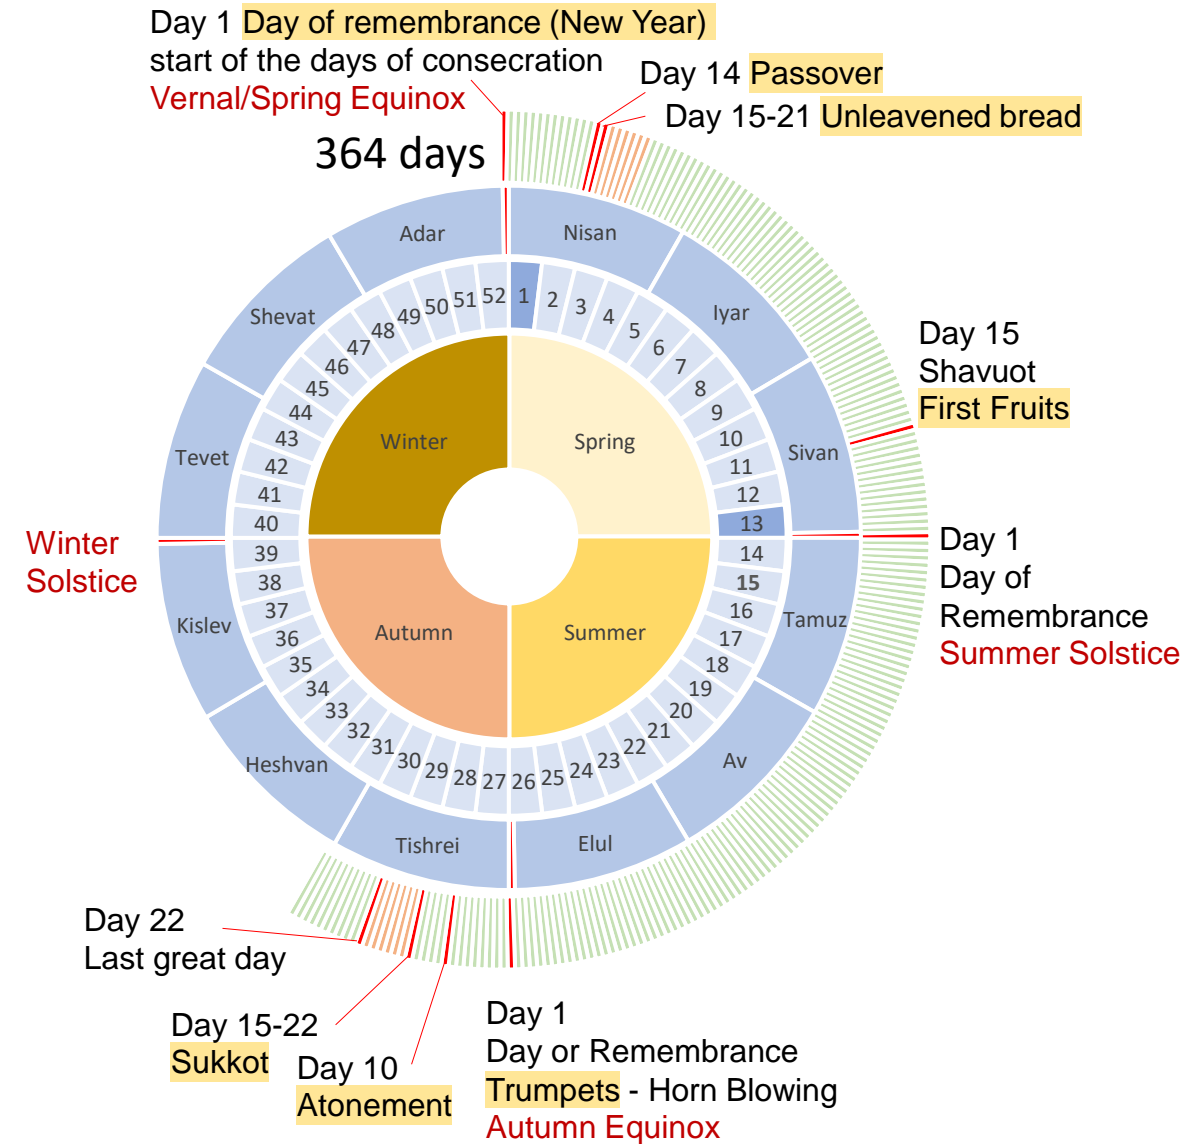 Day 1 Day of remembrance (New Year)
start of the days of consecration
Vernal/Spring Equinox
Day 14 Passover
Day 15-21 Unleavened bread
364 days
Adar
Nisan
Iyar
Sivan
Tamuz
Av
Elul
Tishrei
Heshvan
Kislev
Tevet
Shevat
1
2
3
4
5
6
7
8
9
10
11
12
13
14
15
16
17
18
19
20
21
22
23
24
25
26
27
28
29
30
31
32
33
34
35
36
37
38
39
40
41
42
43
44
45
46
47
48
49
50
51
52
Winter
Spring
Autumn
Summer
Day 15
Shavuot
First Fruits
Winter
Solstice
Day 1
Day of
Remembrance
Summer Solstice
Day 22
Last great day
Day 15-22
Sukkot
Day 10
Atonement
Day 1
Day or Remembrance
Trumpets - Horn Blowing
Autumn Equinox